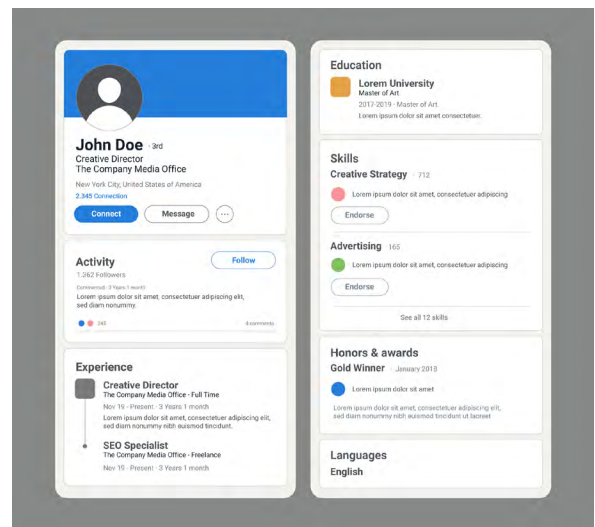 John Doe · 3rd
Creative Director
The Company Media Office
New York City, United States of America
2.345 Connection
Connect
Message
Activity
Follow
1.362 Followers
Commented · 3 Years 1 month
Lorem ipsum dolor sit amet, consectetuer adipiscing elit,
sed diam nonummy.
245
4 comments
Experience
Creative Director
The Company Media Office · Full Time
Nov 19 - Present · 3 Years 1 month
Lorem ipsum dolor sit amet, consectetuer adipiscing elit,
sed diam nonummy nibh euismod tincidunt.
SEO Specialist
The Company Media Office · Freelance
Nov 19 - Present · 3 Years 1 month
Education
Lorem University
Master of Art
2017-2019 · Master of Art
Lorem ipsum dolor sit amet consectetuer.
Skills
Creative Strategy · 712
Lorem ipsum dolor sit amet, consectetuer adipiscing
Endorse
Advertising 165
Lorem ipsum dolor sit amet, consectetuer adipiscing
Endorse
See all 12 skills
Honors & awards
Gold Winner · January 2018
Lorem ipsum dolor sit amet
Lorem ipsum dolor sit amet, consectetuer adipiscing elit,
sed diam nonummy nibh euismod tincidunt ut laoreet
Languages
English